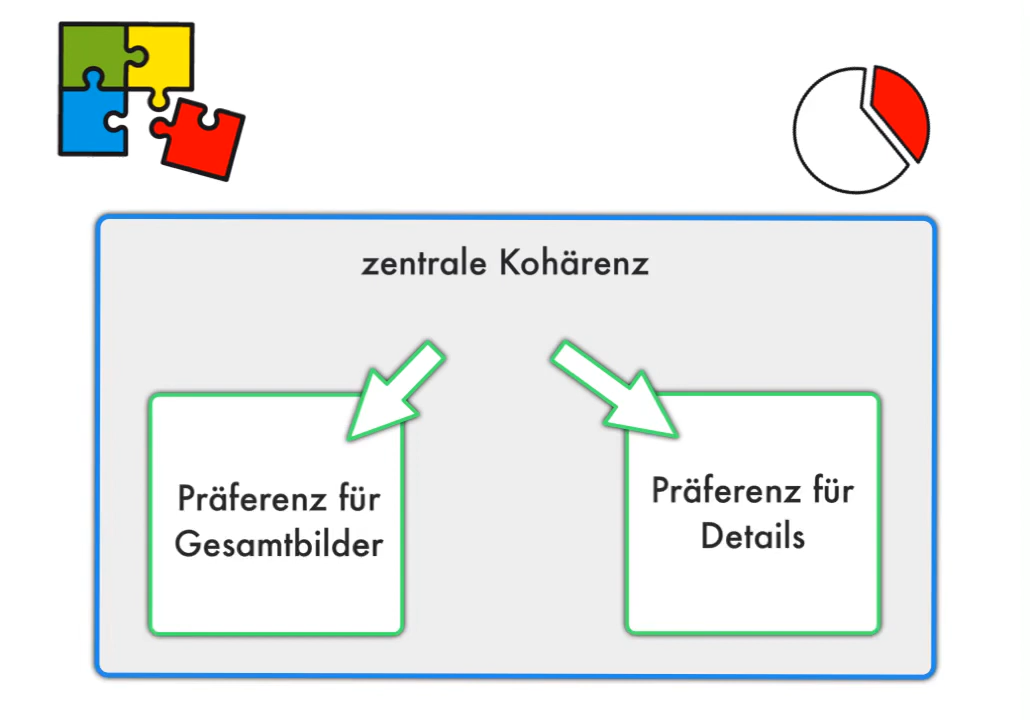 zentrale Kohärenz
Präferenz für
Gesamtbilder
Präferenz für
Details